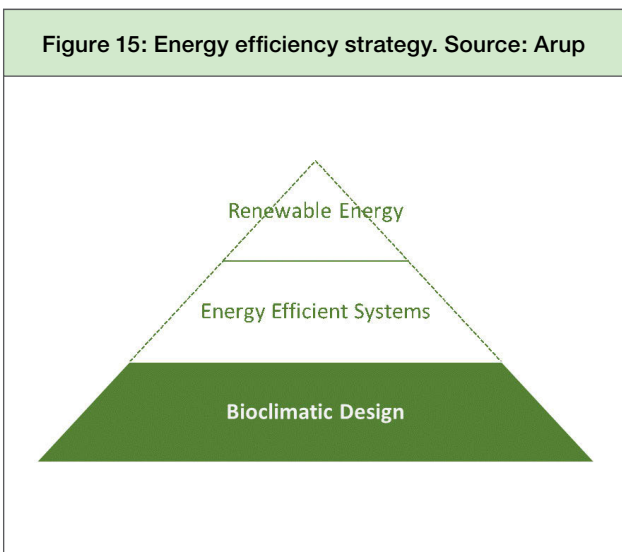 Figure 15: Energy efficiency strategy. Source: Arup
Renewable Energy
Energy Efficient Systems
Bioclimatic Design